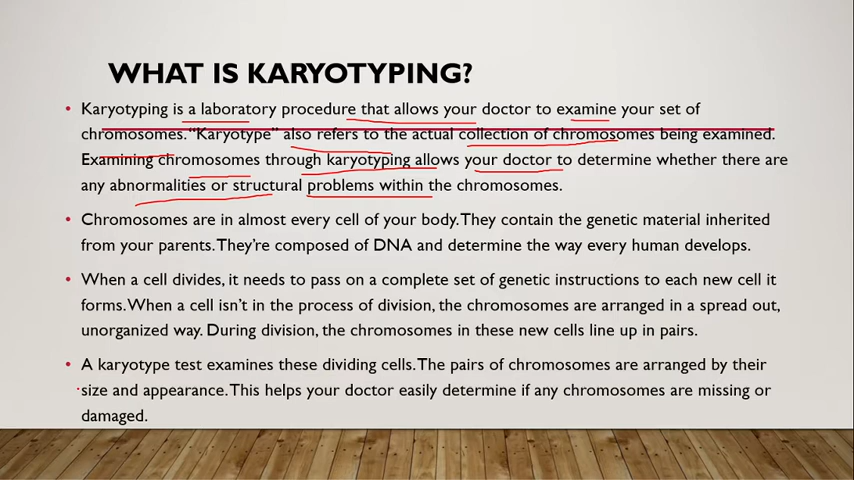 WHAT IS KARYOTYPING?
• Karyotyping is a laboratory procedure that allows your doctor to examine your set of
chromosomes. “Karyotype” also refers to the actual collection of chromosomes being examined.
Examining chromosomes through karyotyping allows your doctor to determine whether there are
any abnormalities or structural problems within the chromosomes.
• Chromosomes are in almost every cell of your body. They contain the genetic material inherited
from your parents. They’re composed of DNA and determine the way every human develops.
• When a cell divides, it needs to pass on a complete set of genetic instructions to each new cell it
forms. When a cell isn’t in the process of division, the chromosomes are arranged in a spread out,
unorganized way. During division, the chromosomes in these new cells line up in pairs.
• A karyotype test examines these dividing cells. The pairs of chromosomes are arranged by their
size and appearance. This helps your doctor easily determine if any chromosomes are missing or
damaged.